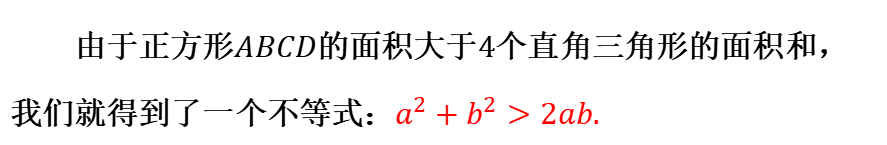 由于正方形ABCD的面积大于4个直角三角形的面积和，
我们就得到了一个不等式：a² + b² > 2ab.